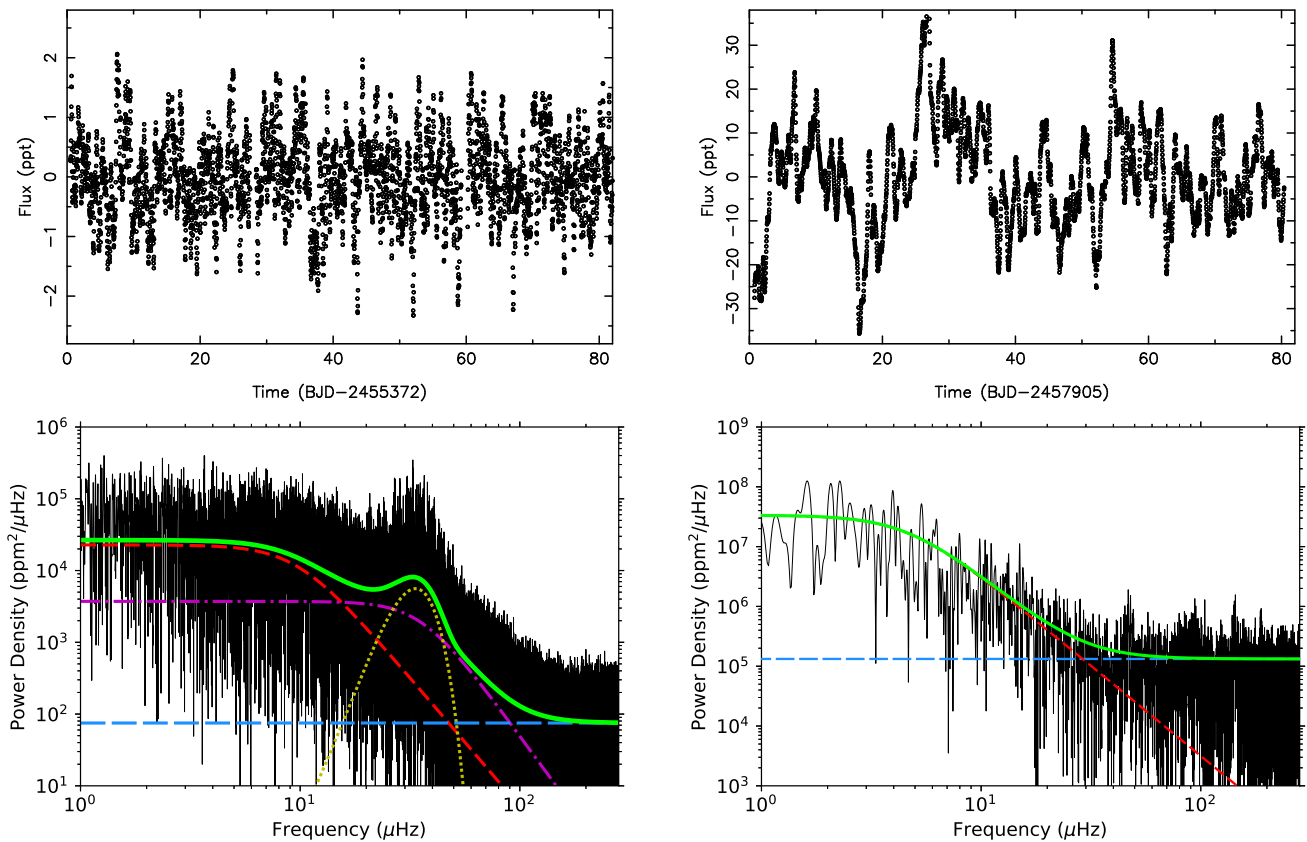 2
1
0
−1
−2
Flux (ppt)
0 20 40 60 80
Time (BJD−2455372)
30
20
10
0
−10
−20
−30
Flux (ppt)
0 20 40 60 80
Time (BJD−2457905)
10^6
10^5
10^4
10^3
10^2
10^1
Power Density (ppm^2/μHz)
10^0 10^1 10^2
Frequency (μHz)
10^9
10^8
10^7
10^6
10^5
10^4
10^3
Power Density (ppm^2/μHz)
10^0 10^1 10^2
Frequency (μHz)